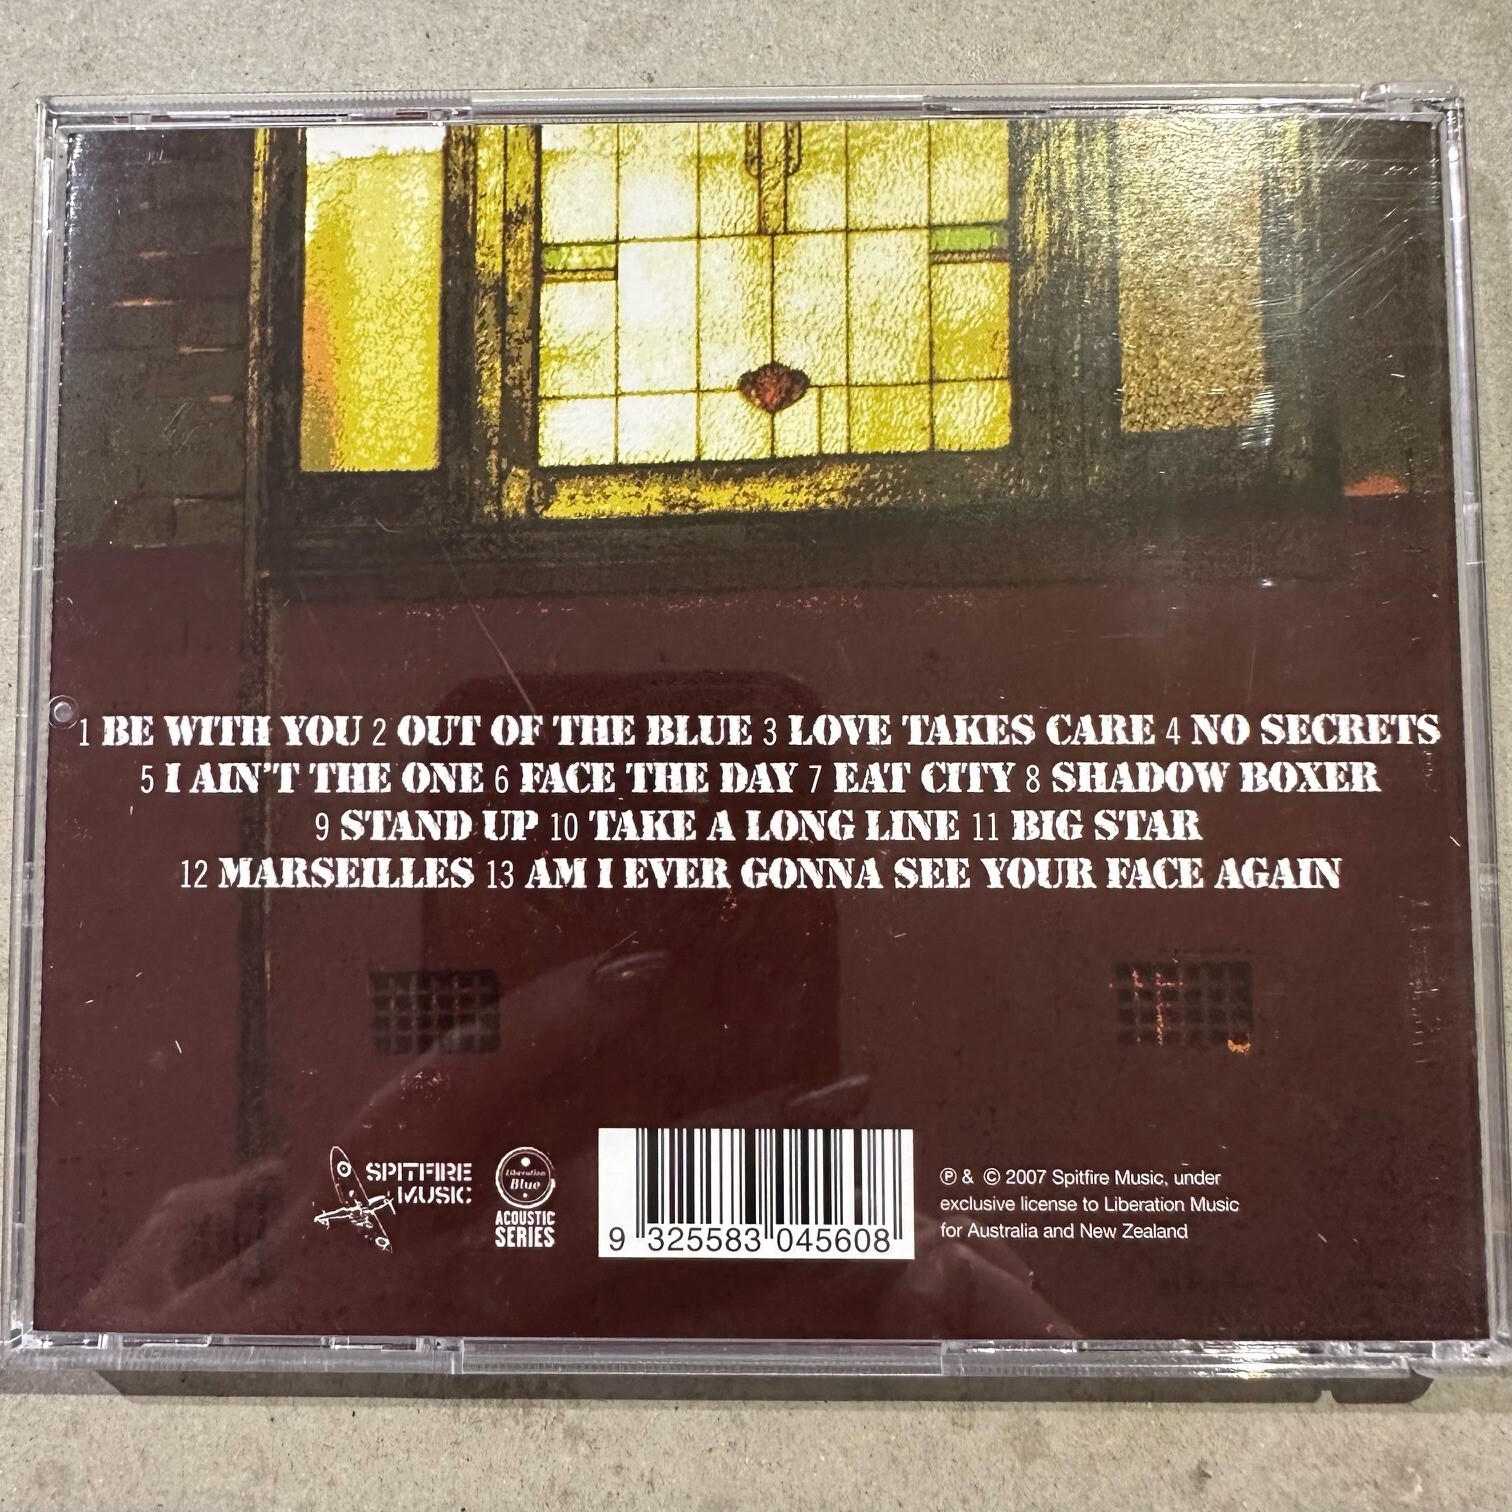 1 BE WITH YOU 2 OUT OF THE BLUE 3 LOVE TAKES CARE 4 NO SECRETS
5 I AIN'T THE ONE 6 FACE THE DAY 7 EAT CITY 8 SHADOW BOXER
9 STAND UP 10 TAKE A LONG LINE 11 BIG STAR
12 MARSEILLES 13 AM I EVER GONNA SEE YOUR FACE AGAIN
SPITFIRE
MUSIC
Liberation
Blue
ACOUSTIC
SERIES
9 325583 045608
℗ & © 2007 Spitfire Music, under
exclusive license to Liberation Music
for Australia and New Zealand